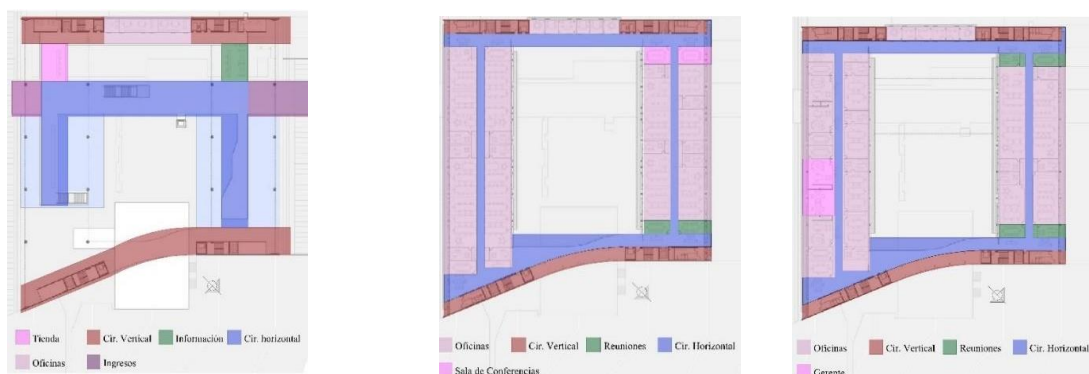 Tienda Cir. Vertical Información Cir. horizontal
Oficinas Ingresos
Oficinas Cir. Vertical Reuniones Cir. Horizontal
Sala de Conferencias
Oficinas Cir. Vertical Reuniones Cir. Horizontal
Gerente